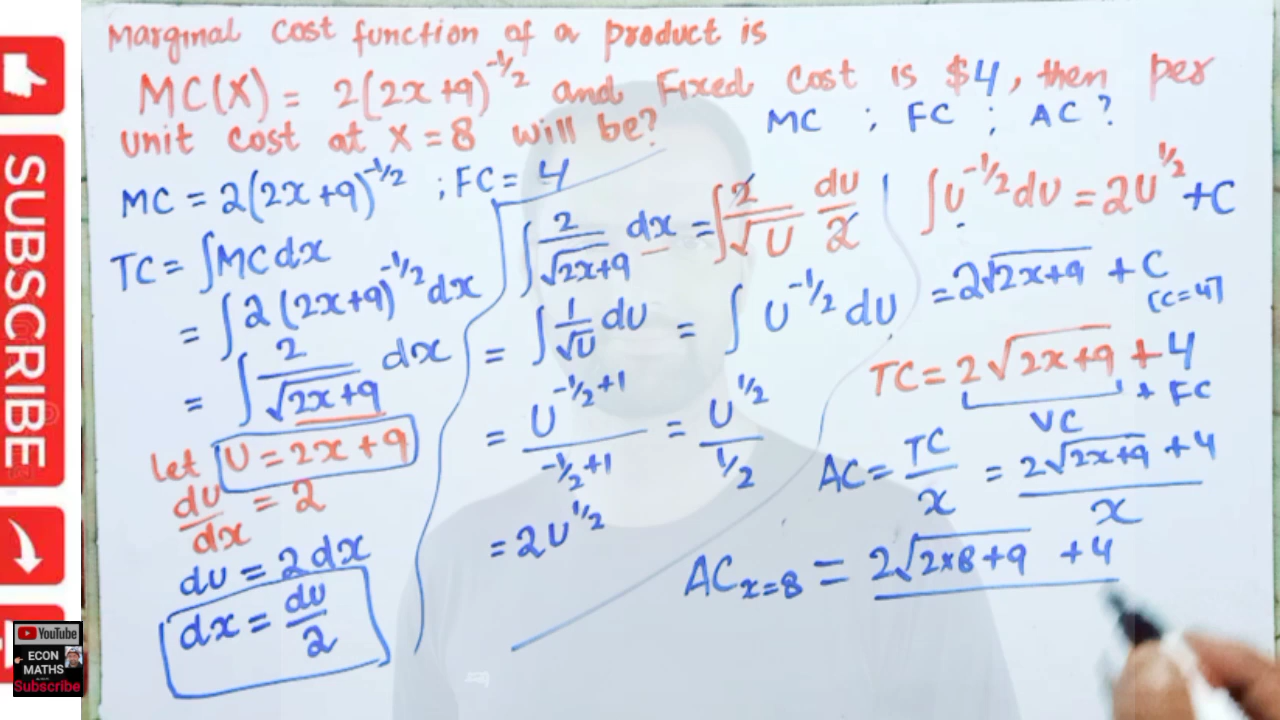 Marginal Cost function of a product is
MC(X) = 2(2x+9)^-1/2 and Fixed Cost is $4, then per
unit cost at x = 8 will be? MC ; FC ; AC ?
MC = 2(2x+9)^-1/2 ; FC = 4
TC = ∫MC dx
= ∫2(2x+9)^-1/2 dx
= ∫ 2/√2x+9 dx
let U = 2x+9
du/dx = 2
du = 2dx
dx = du/2
∫ 2/√2x+9 dx = ∫ 2/√U du/2
= ∫ 1/√U du = ∫ U^-1/2 du
= U^-1/2+1 / -1/2+1 = U^1/2 / 1/2
= 2U^1/2
∫U^-1/2 du = 2U^1/2 + C
= 2√2x+9 + C
[C=4]
TC = 2√2x+9 + 4
VC + FC
AC = TC/x = 2√2x+9 + 4 / x
AC x=8 = 2√2×8+9 + 4
SUBSCRIBE
YouTube
ECON
MATHS
Subscribe